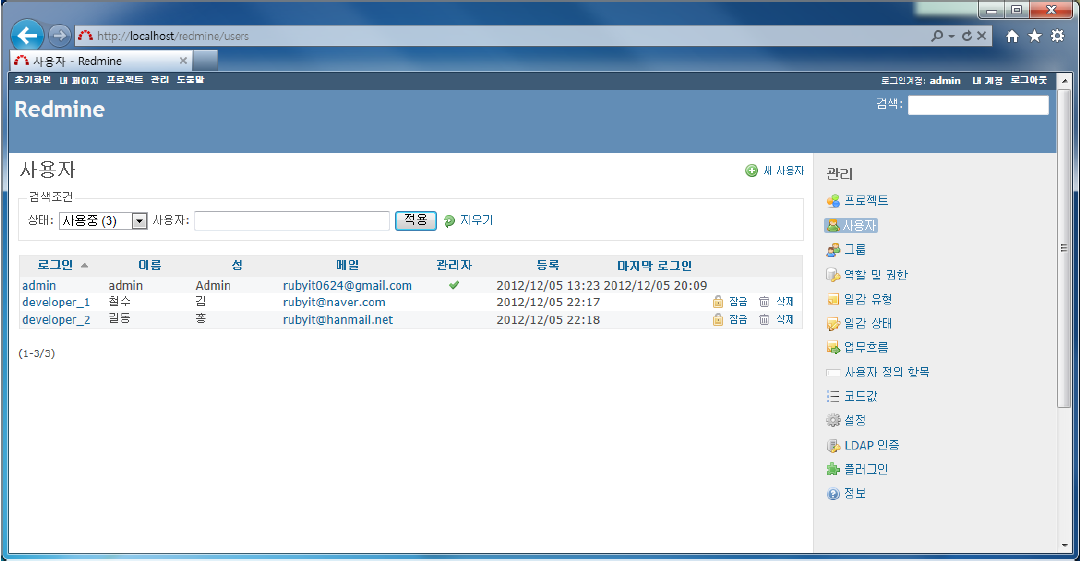 http://localhost/redmine/users
사용자 - Redmine
초기화면 내 페이지 프로젝트 관리 도움말 로그인계정: admin 내 계정 로그아웃
Redmine
검색:
사용자
새 사용자
검색조건
상태: 사용중 (3) 사용자: 적용 지우기
로그인 이름 성 메일 관리자 등록 마지막 로그인
admin admin Admin rubyit0624@gmail.com 2012/12/05 13:23 2012/12/05 20:09
developer_1 철수 김 rubyit@naver.com 2012/12/05 22:17 잠금 삭제
developer_2 길동 홍 rubyit@hanmail.net 2012/12/05 22:18 잠금 삭제
(1-3/3)
관리
프로젝트
사용자
그룹
역할 및 권한
일감 유형
일감 상태
업무흐름
사용자 정의 항목
코드값
설정
LDAP 인증
플러그인
정보